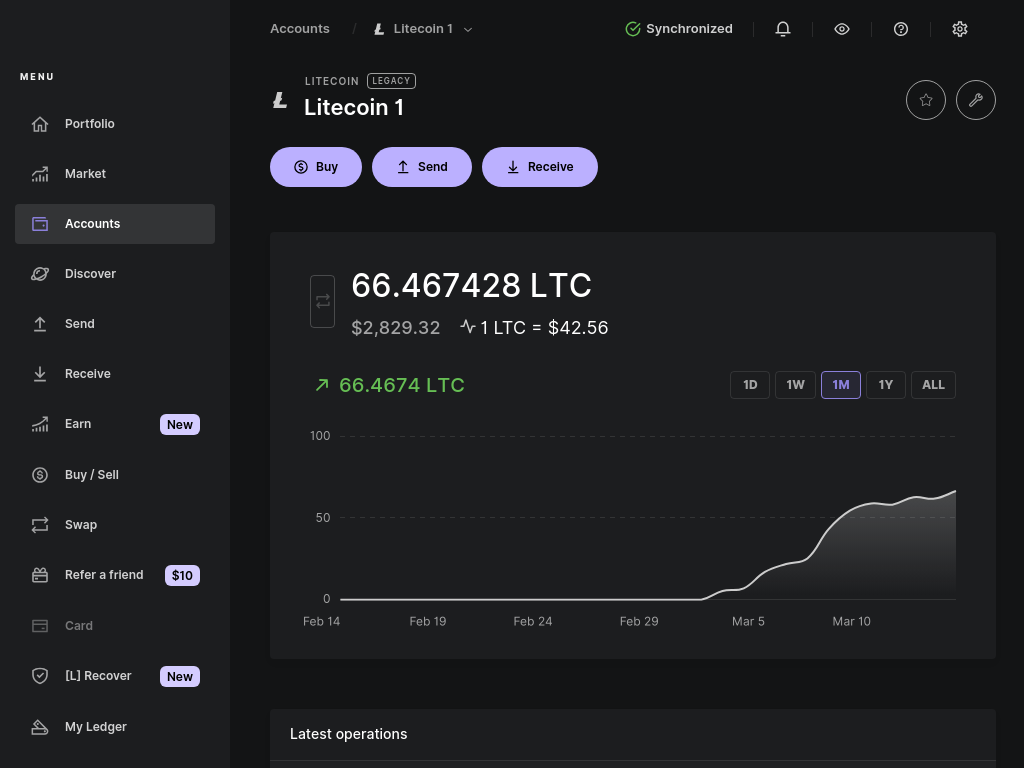 Accounts / Litecoin 1
Synchronized
MENU
Portfolio
Market
Accounts
Discover
Send
Receive
Earn New
Buy / Sell
Swap
Refer a friend $10
Card
[L] Recover New
My Ledger
LITECOIN LEGACY
Litecoin 1
Buy Send Receive
66.467428 LTC
$2,829.32 1 LTC = $42.56
66.4674 LTC
1D 1W 1M 1Y ALL
100
50
0
Feb 14 Feb 19 Feb 24 Feb 29 Mar 5 Mar 10
Latest operations